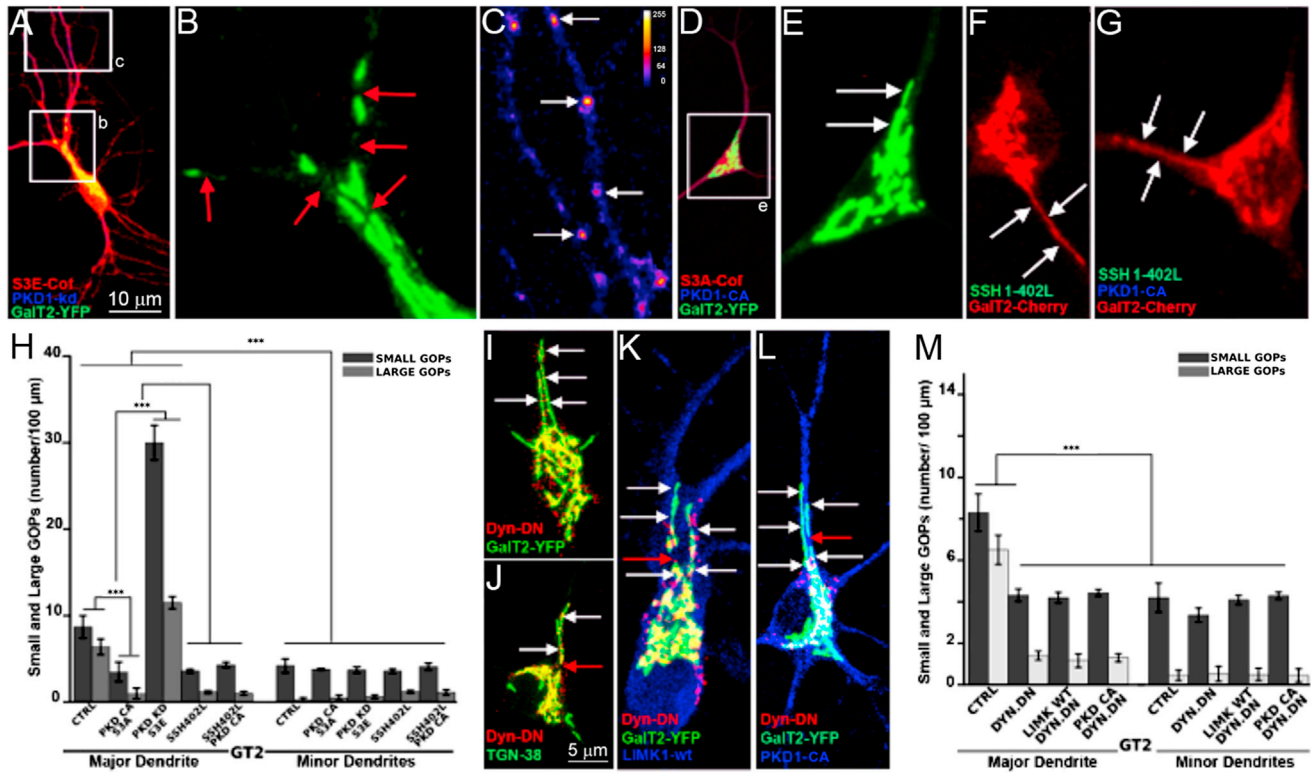 A
B
C
D
E
F
G
c
b
255
128
64
0
e
S3E-Cof
PKD1-kd
GalT2-YFP
10 µm
S3A-Cof
PKD1-CA
GalT2-YFP
SSH1-402L
GalT2-Cherry
SSH1-402L
PKD1-CA
GalT2-Cherry
H
Small and Large GOPs (number/100 µm)
40
30
20
10
0
***
***
***
SMALL GOPs
LARGE GOPs
CTRL
PKD CA S3A
PKD KD S3E
SSH402L
SSH402L PKD CA
CTRL
PKD CA S3A
PKD KD S3E
SSH402L
SSH402L PKD CA
GT2
Major Dendrite
Minor Dendrites
I
Dyn-DN
GalT2-YFP
J
Dyn-DN
TGN-38
5 µm
K
Dyn-DN
GalT2-YFP
LIMK1-wt
L
Dyn-DN
GalT2-YFP
PKD1-CA
M
Small and Large GOPs (number/ 100 µm)
14
10
6
2
0
***
SMALL GOPs
LARGE GOPs
CTRL
DYN.DN
LIMK WT DYN.DN
PKD CA DYN.DN
CTRL
DYN.DN
LIMK WT DYN.DN
PKD CA DYN.DN
GT2
Major Dendrite
Minor Dendrites